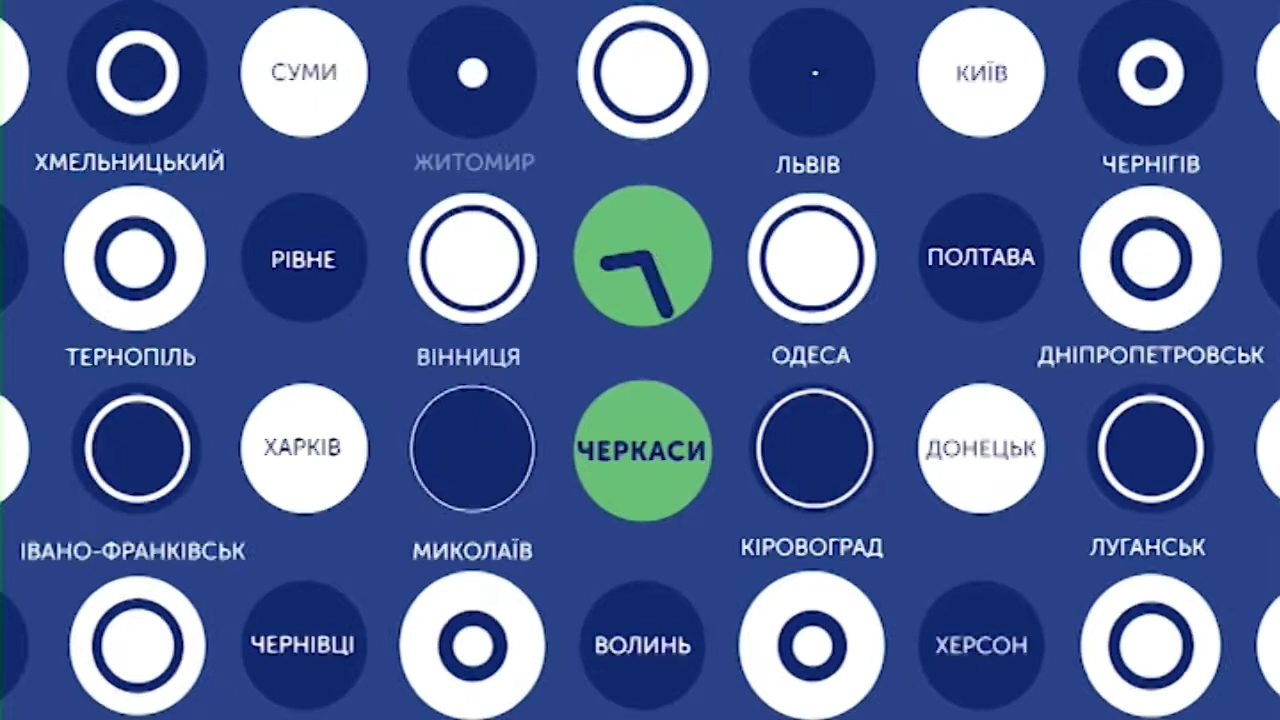 СУМИ
КИЇВ
ХМЕЛЬНИЦЬКИЙ
ЖИТОМИР
ЛЬВІВ
ЧЕРНІГІВ
РІВНЕ
ПОЛТАВА
ТЕРНОПІЛЬ
ВІННИЦЯ
ОДЕСА
ДНІПРОПЕТРОВСЬК
ХАРКІВ
ЧЕРКАСИ
ДОНЕЦЬК
ІВАНО-ФРАНКІВСЬК
МИКОЛАЇВ
КІРОВОГРАД
ЛУГАНСЬК
ЧЕРНІВЦІ
ВОЛИНЬ
ХЕРСОН